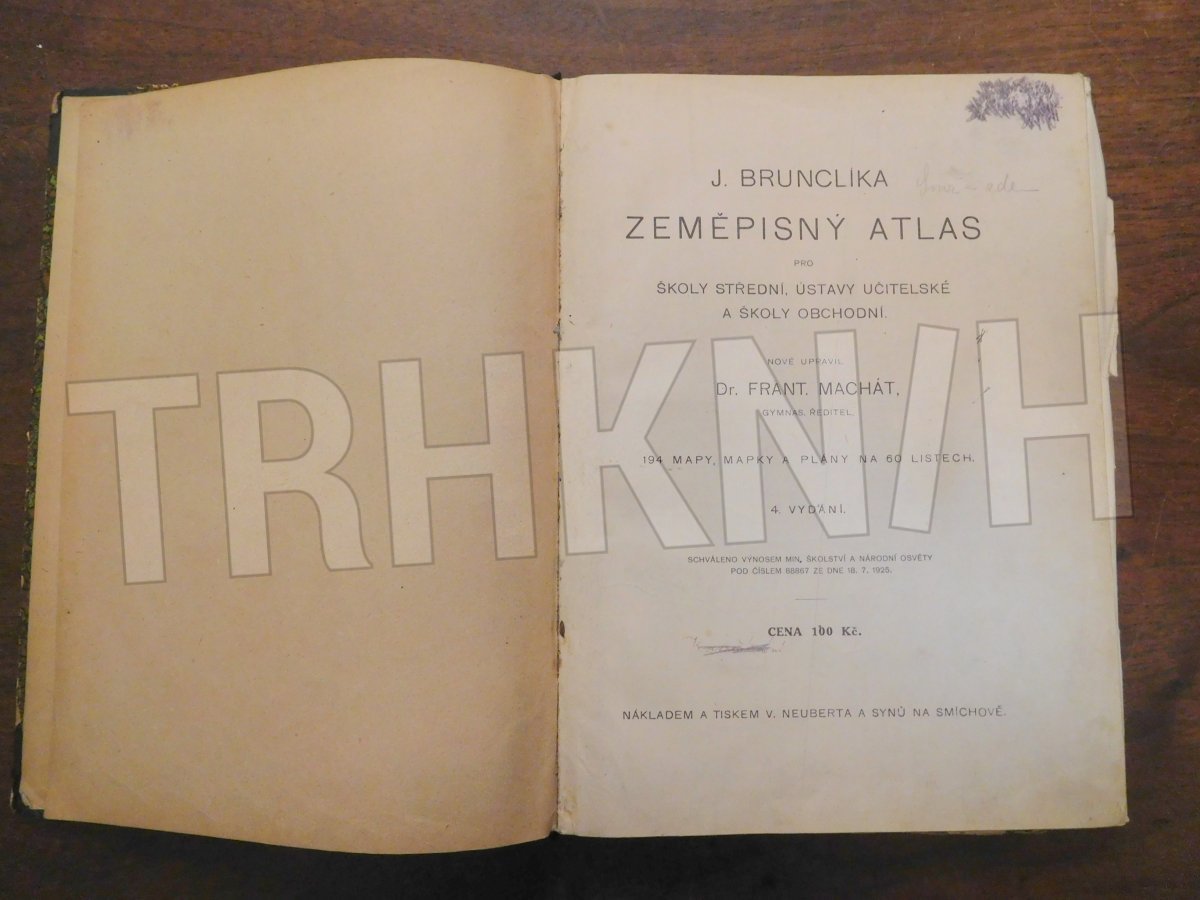 J. BRUNCLÍKA
ZEMĚPISNÝ ATLAS
PRO
ŠKOLY STŘEDNÍ, ÚSTAVY UČITELSKÉ
A ŠKOLY OBCHODNÍ.
NOVĚ UPRAVIL
Dr. FRANT. MACHÁT,
GYMNAS. ŘEDITEL.
194 MAPY, MAPKY A PLÁNY NA 60 LISTECH.
4. VYDÁNÍ.
SCHVÁLENO VÝNOSEM MIN. ŠKOLSTVÍ A NÁRODNÍ OSVĚTY
POD ČÍSLEM 88867 ZE DNE 18. 7. 1925.
CENA 100 Kč.
NÁKLADEM A TISKEM V. NEUBERTA A SYNŮ NA SMÍCHOVĚ.
TRHKNIH